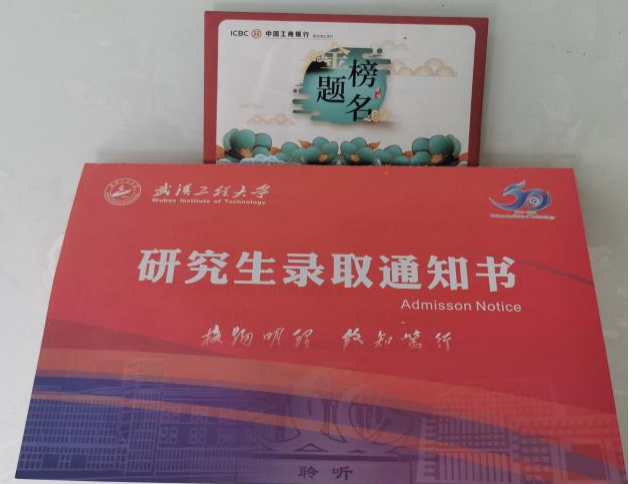 ICBC 中国工商银行
金榜
题名
武汉工程大学
Wuhan Institute of Technology
50
研究生录取通知书
Admisson Notice
格物明理 致知笃行
聆听